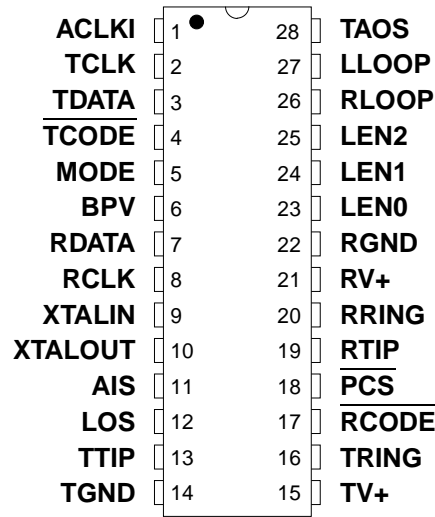 ACLKI 1 28 TAOS
TCLK 2 27 LLOOP
TDATA 3 26 RLOOP
TCODE 4 25 LEN2
MODE 5 24 LEN1
BPV 6 23 LEN0
RDATA 7 22 RGND
RCLK 8 21 RV+
XTALIN 9 20 RRING
XTALOUT 10 19 RTIP
AIS 11 18 PCS
LOS 12 17 RCODE
TTIP 13 16 TRING
TGND 14 15 TV+